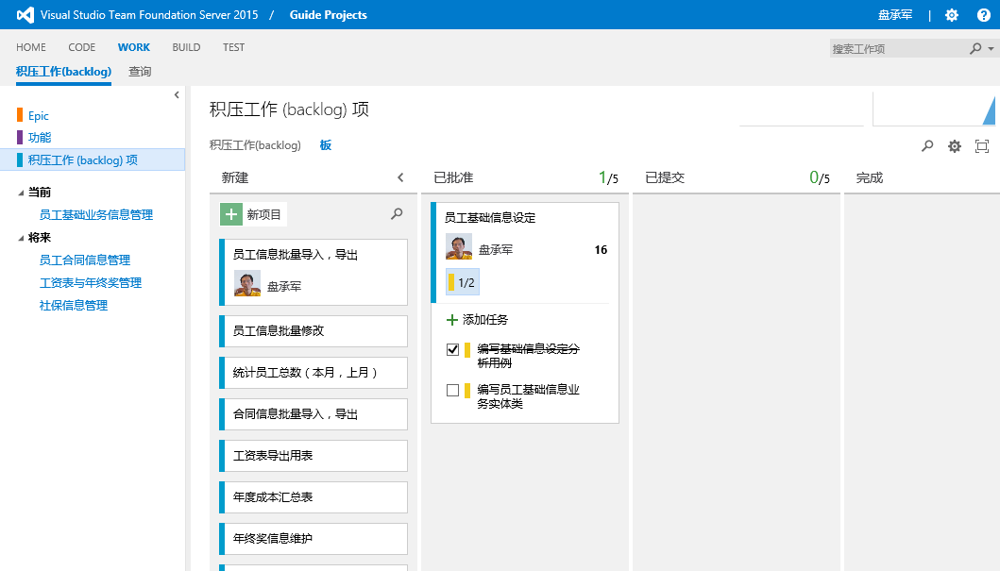 Visual Studio Team Foundation Server 2015 / Guide Projects
盘承军 |
HOME CODE WORK BUILD TEST
搜索工作项
积压工作(backlog) 查询
Epic
功能
积压工作 (backlog) 项
当前
员工基础业务信息管理
将来
员工合同信息管理
工资表与年终奖管理
社保信息管理
积压工作 (backlog) 项
积压工作(backlog) 板
新建
新项目
员工信息批量导入，导出
盘承军
员工信息批量修改
统计员工总数（本月，上月）
合同信息批量导入，导出
工资表导出用表
年度成本汇总表
年终奖信息维护
已批准 1/5
员工基础信息设定
盘承军 16
1/2
添加任务
编写基础信息设定分
析用例
编写员工基础信息业
务实体类
已提交 0/5
完成